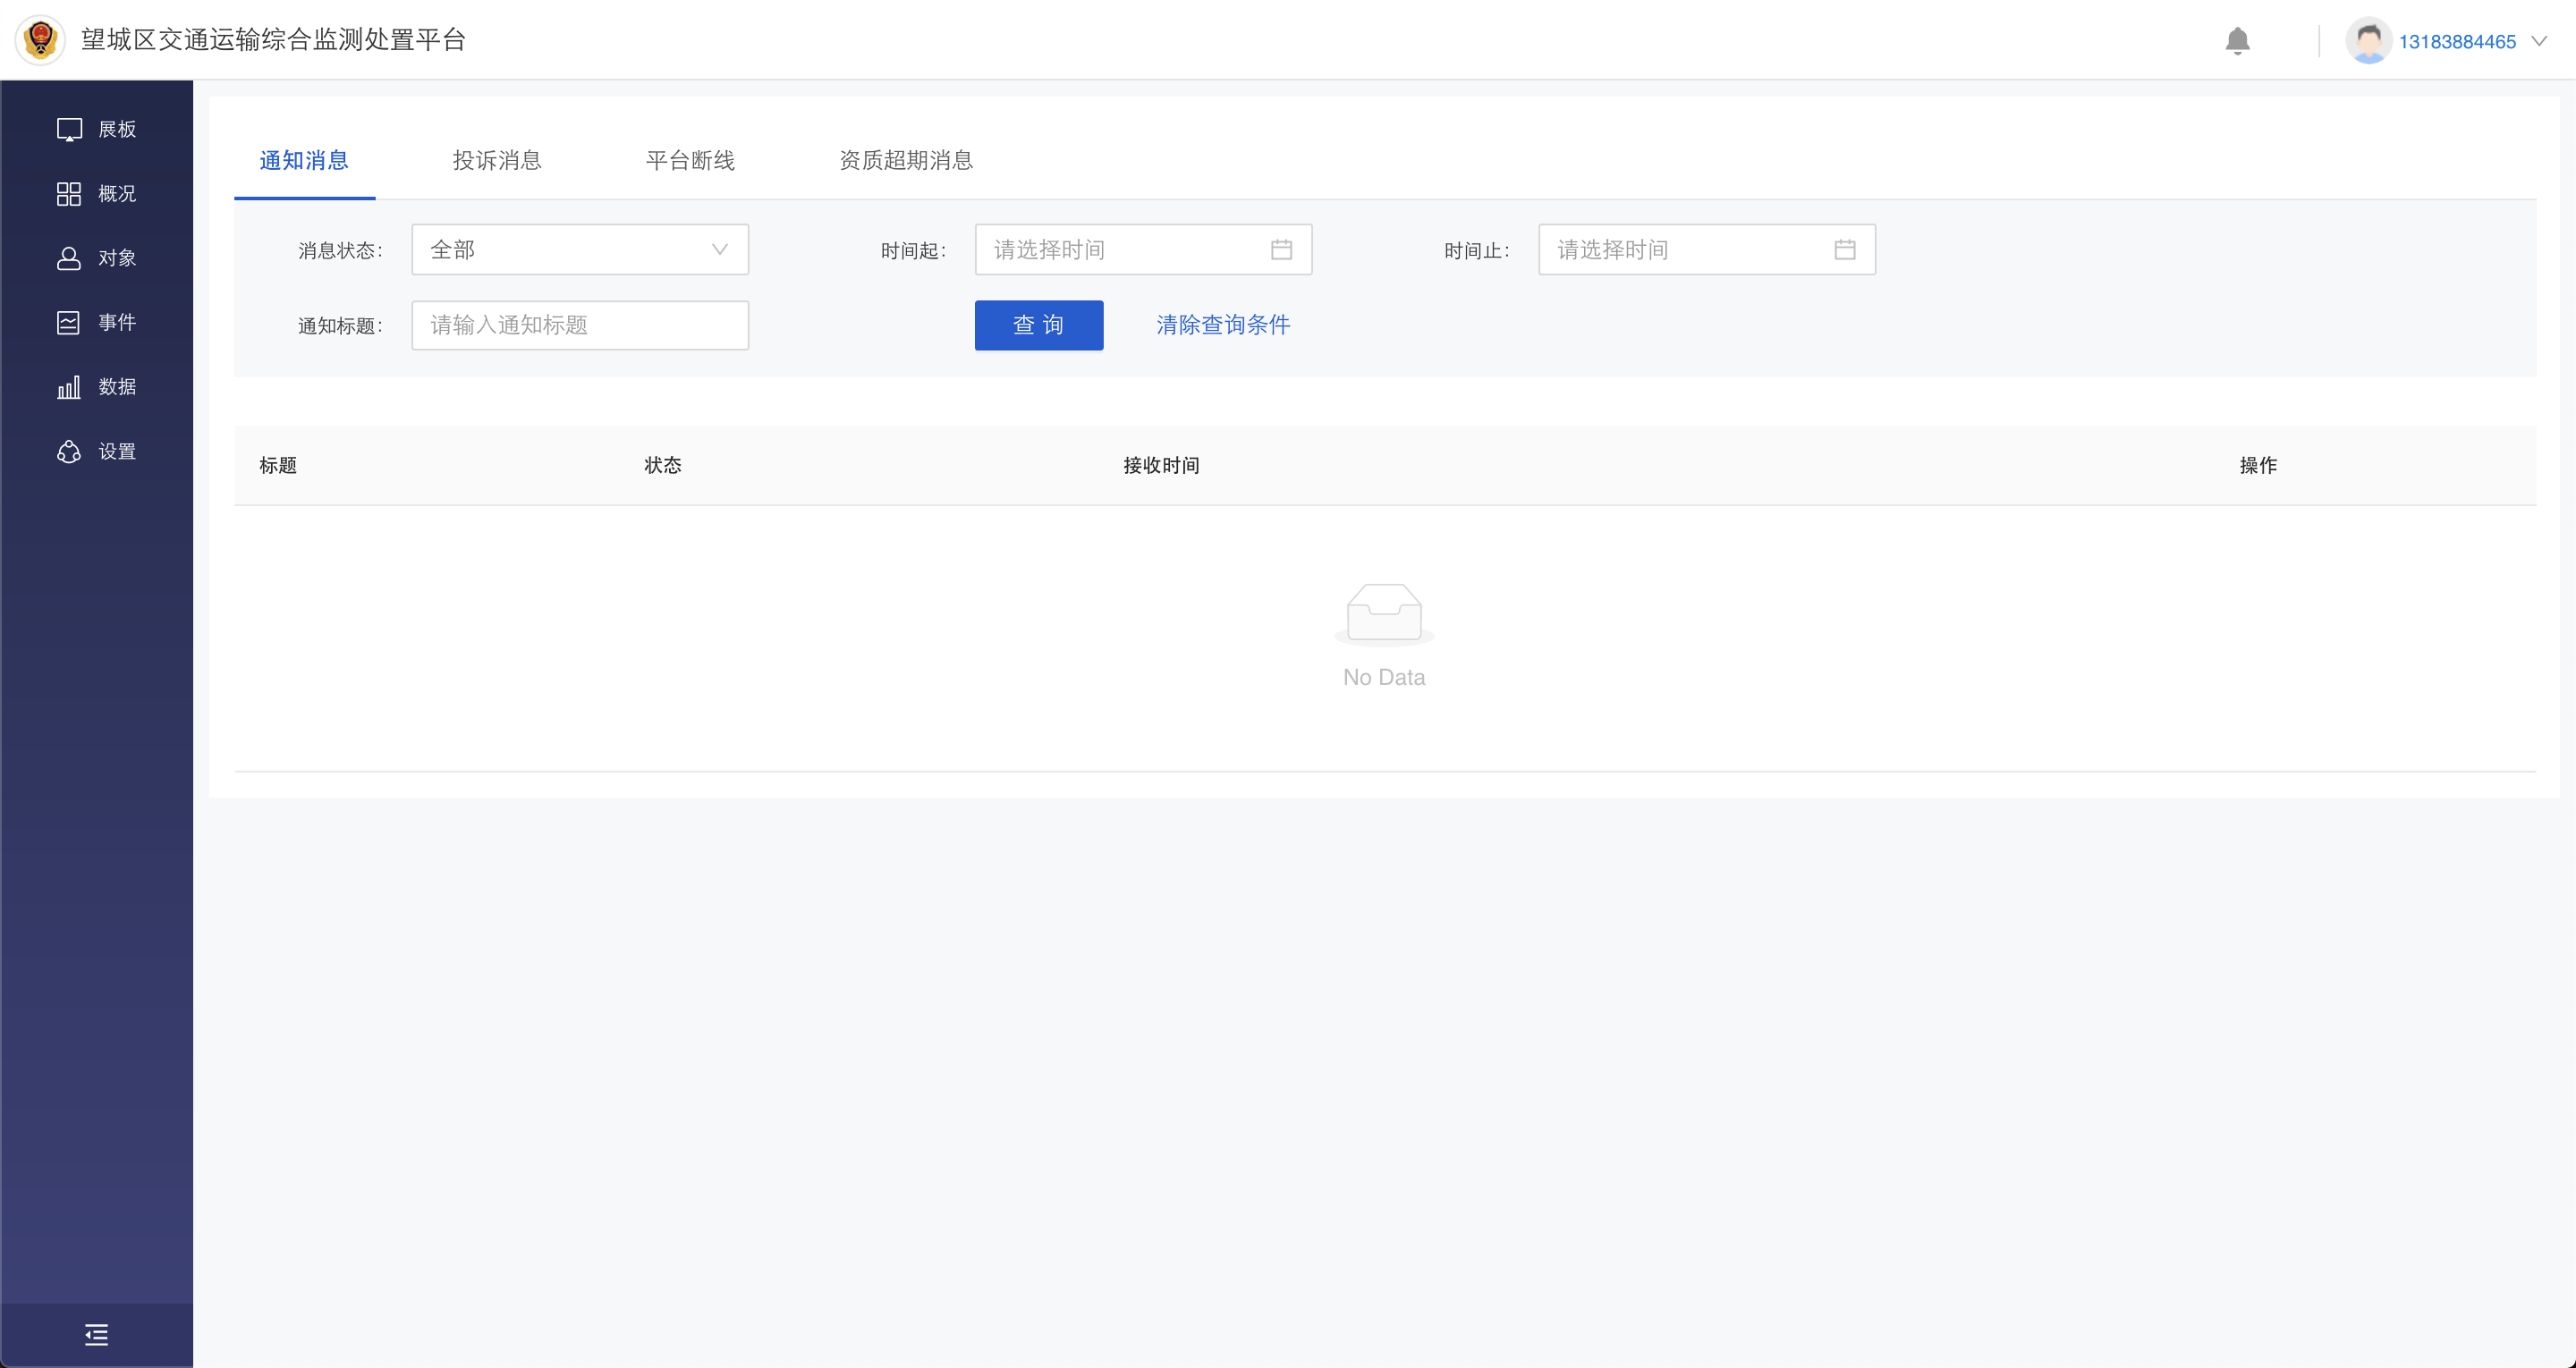 望城区交通运输综合监测处置平台
13183884465
展板
概况
对象
事件
数据
设置
通知消息 投诉消息 平台断线 资质超期消息
消息状态: 全部 时间起: 请选择时间 时间止: 请选择时间
通知标题: 请输入通知标题 查 询 清除查询条件
标题 状态 接收时间 操作
No Data